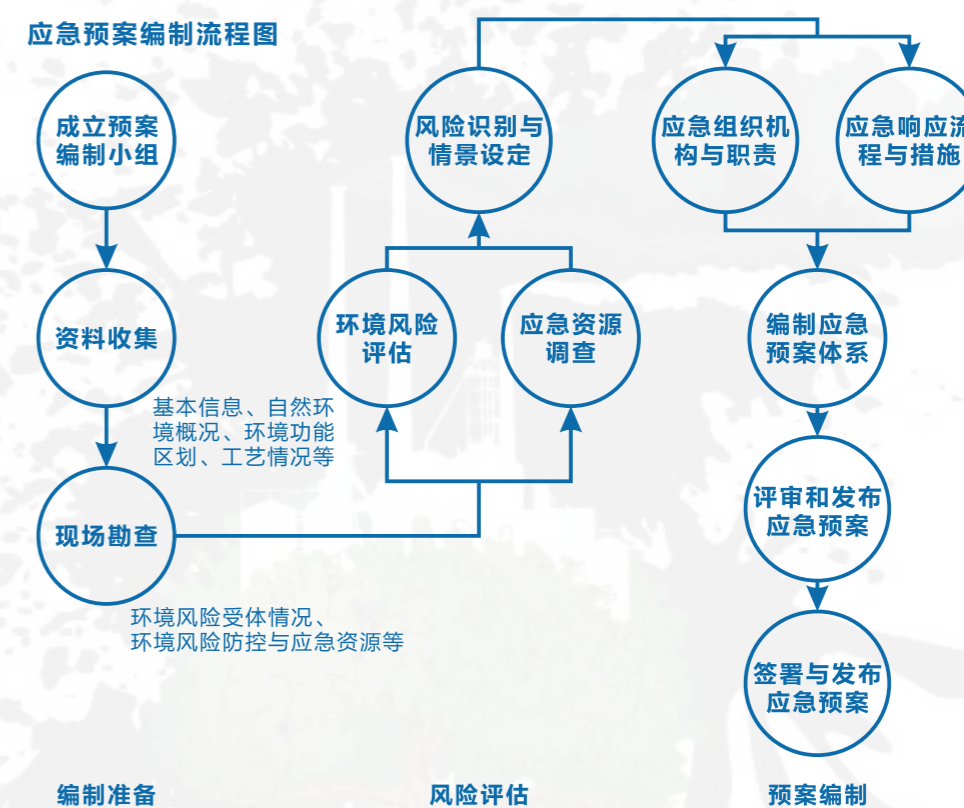 应急预案编制流程图
成立预案
编制小组
资料收集
基本信息、自然环
境概况、环境功能
区划、工艺情况等
现场勘查
环境风险受体情况、
环境风险防控与应急资源等
编制准备
风险识别与
情景设定
环境风险
评估
应急资源
调查
风险评估
应急组织机
构与职责
应急响应流
程与措施
编制应急
预案体系
评审和发布
应急预案
签署与发布
应急预案
预案编制